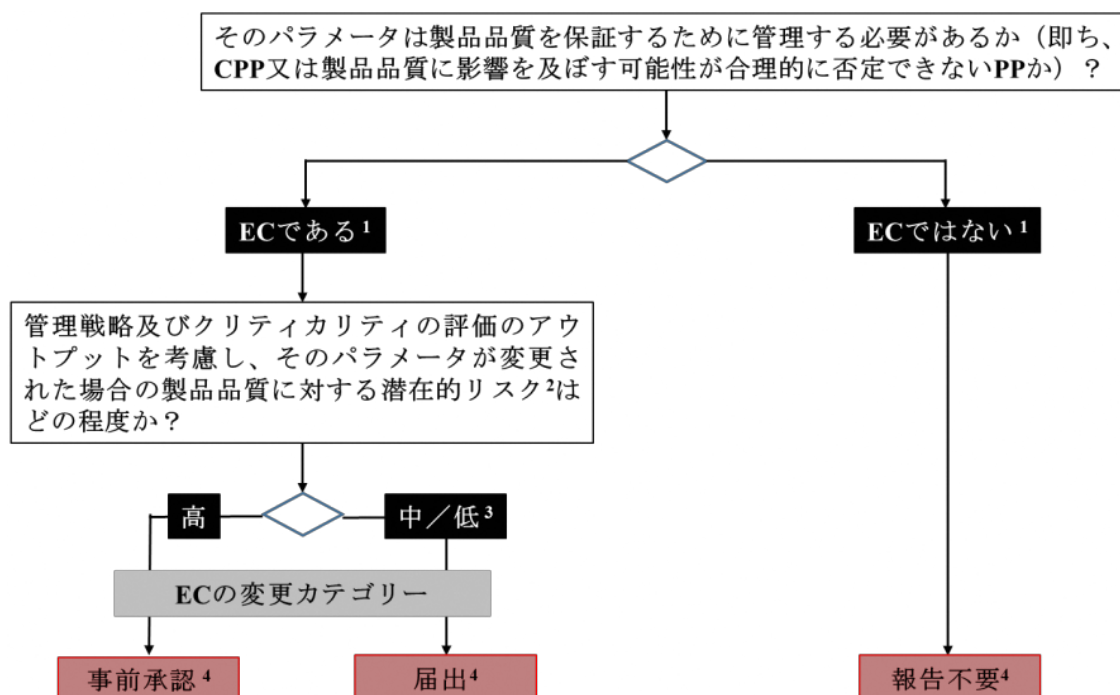 そのパラメータは製品品質を保証するために管理する必要があるか（即ち、
CPP又は製品品質に影響を及ぼす可能性が合理的に否定できないPPか）？
ECである1
ECではない1
管理戦略及びクリティカリティの評価のアウ
トプットを考慮し、そのパラメータが変更さ
れた場合の製品品質に対する潜在的リスク2は
どの程度か？
高
中／低3
ECの変更カテゴリー
事前承認4
届出4
報告不要4